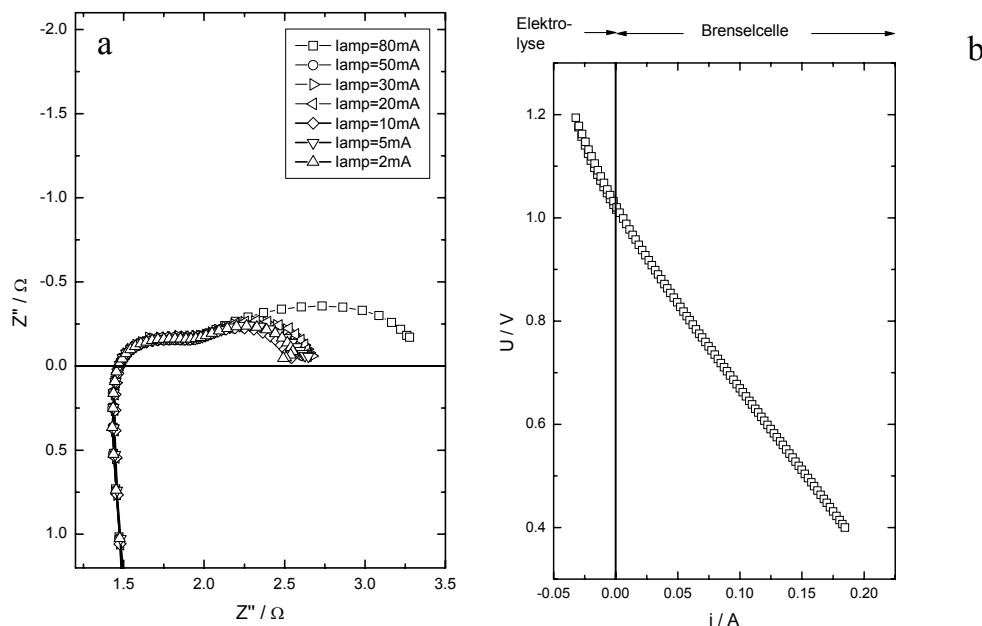 a
-2.0
-1.5
-1.0
-0.5
0.0
0.5
1.0
Z'' / Ω
1.5 2.0 2.5 3.0 3.5
Z'' / Ω
Iamp=80mA
Iamp=50mA
Iamp=30mA
Iamp=20mA
Iamp=10mA
Iamp=5mA
Iamp=2mA
b
Elektro-
lyse
Brenselcelle
1.2
1.0
0.8
0.6
0.4
U / V
-0.05 0.00 0.05 0.10 0.15 0.20
i / A